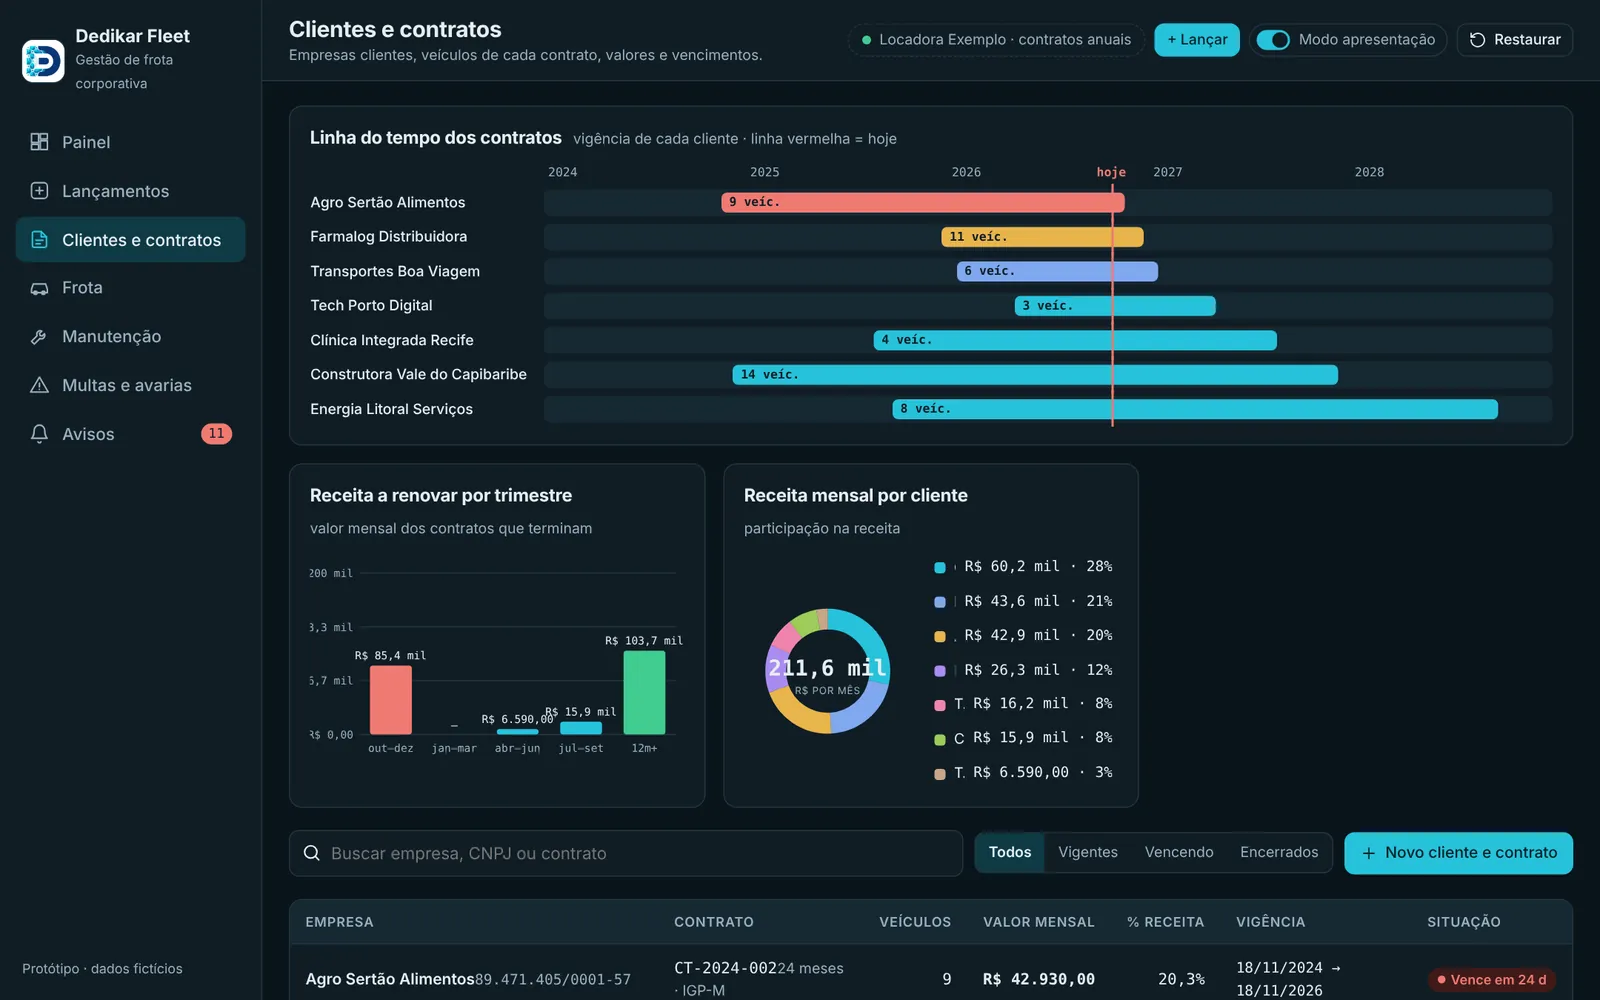 Dedikar Fleet
Gestão de frota
corporativa
Painel
Lançamentos
Clientes e contratos
Frota
Manutenção
Multas e avarias
Avisos 11
Protótipo · dados fictícios
Clientes e contratos
Empresas clientes, veículos de cada contrato, valores e vencimentos.
Locadora Exemplo · contratos anuais
+ Lançar
Modo apresentação
Restaurar
Linha do tempo dos contratos vigência de cada cliente · linha vermelha = hoje
2024 2025 2026 hoje 2027 2028
Agro Sertão Alimentos 9 veíc.
Farmalog Distribuidora 11 veíc.
Transportes Boa Viagem 6 veíc.
Tech Porto Digital 3 veíc.
Clínica Integrada Recife 4 veíc.
Construtora Vale do Capibaribe 14 veíc.
Energia Litoral Serviços 8 veíc.
Receita a renovar por trimestre
valor mensal dos contratos que terminam
200 mil
3,3 mil
R$ 103,7 mil
R$ 85,4 mil
5,7 mil
R$ 15,9 mil
R$ 6.590,00
–
R$ 0,00
out–dez jan–mar abr–jun jul–set 12m+
Receita mensal por cliente
participação na receita
211,6 mil
R$ POR MÊS
R$ 60,2 mil · 28%
R$ 43,6 mil · 21%
R$ 42,9 mil · 20%
R$ 26,3 mil · 12%
T. R$ 16,2 mil · 8%
C R$ 15,9 mil · 8%
T. R$ 6.590,00 · 3%
Buscar empresa, CNPJ ou contrato
Todos Vigentes Vencendo Encerrados
+ Novo cliente e contrato
EMPRESA CONTRATO VEÍCULOS VALOR MENSAL % RECEITA VIGÊNCIA SITUAÇÃO
Agro Sertão Alimentos89.471.405/0001-57 CT-2024-00224 meses · IGP-M 9 R$ 42.930,00 20,3% 18/11/2024 → 18/11/2026 Vence em 24 d